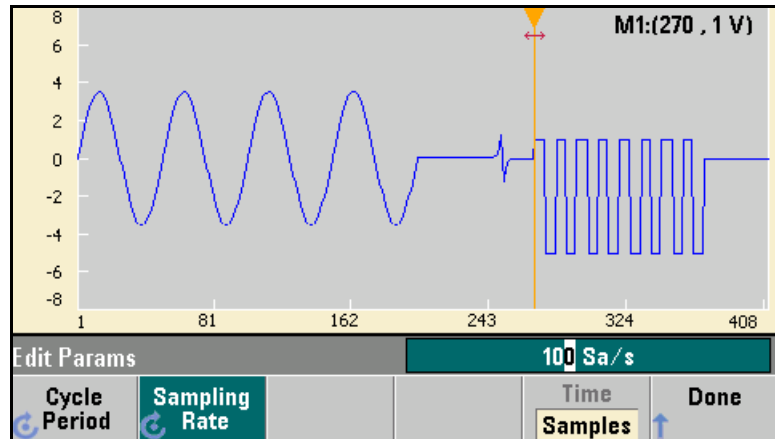 8
M1:(270 , 1 V)
6
4
2
0
-2
-4
-6
-8
1 81 162 243 324 408
Edit Params 100 Sa/s
Cycle Period
Sampling Rate
Time
Samples
Done